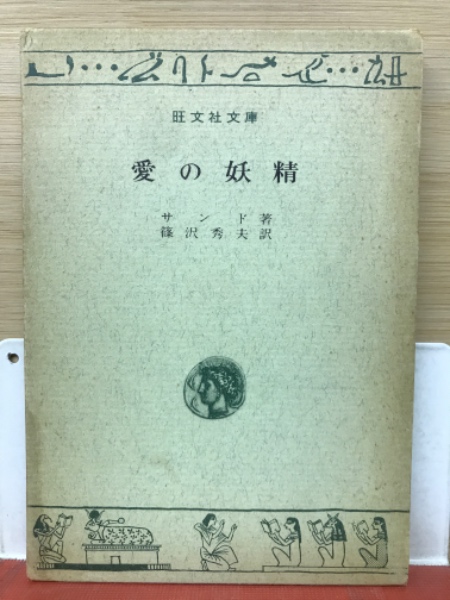 旺文社文庫
愛の妖精
サンド著
篠沢秀夫訳